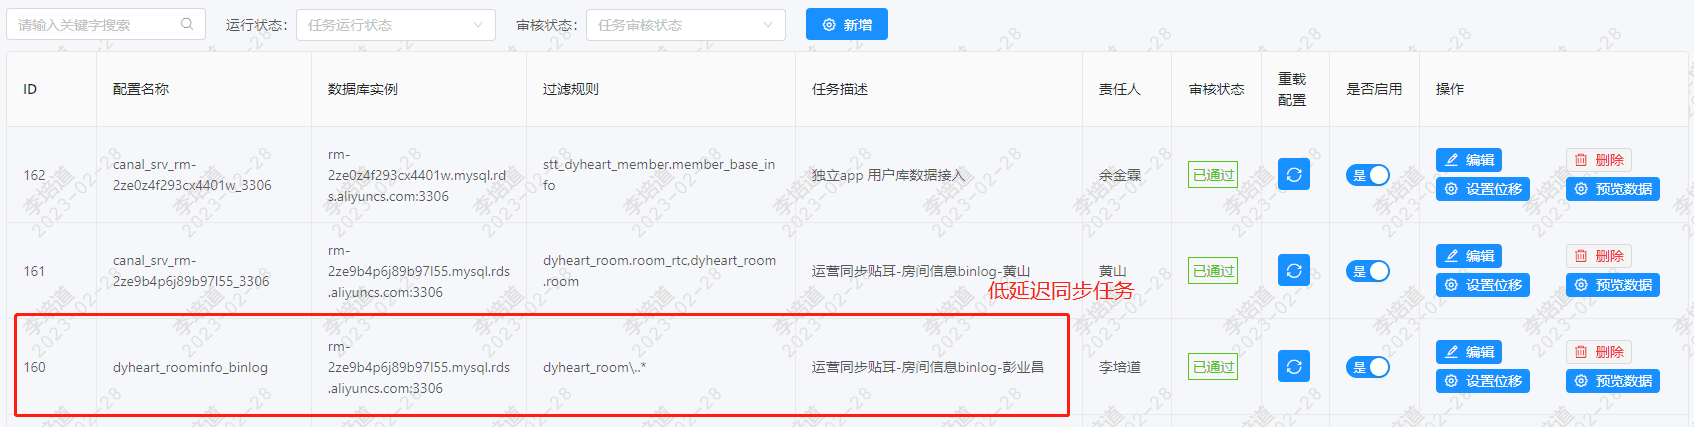 请输入关键字搜索 运行状态: 任务运行状态 审核状态: 任务审核状态 新增
ID 配置名称 数据库实例 过滤规则 任务描述 责任人 审核状态 重载 是否启用 操作
配置
162 canal_srv_rm- rm- stt_dyheart_member.member_base_in 独立app 用户库数据接入 余金霖 已通过 是 编辑 删除
2ze0z4f293cx4401w_3306 2ze0z4f293cx4401w.mysql.rd fo 设置位移 预览数据
s.aliyuncs.com:3306
161 canal_srv_rm- rm- dyheart_room.room_rtc,dyheart_room 运营同步贴耳-房间信息binlog-黄山 黄山 已通过 是 编辑 删除
2ze9b4p6j89b97l55_3306 2ze9b4p6j89b97l55.mysql.rds .room 设置位移 预览数据
.aliyuncs.com:3306
低延迟同步任务
160 dyheart_roominfo_binlog rm- dyheart_room\..* 运营同步贴耳-房间信息binlog-彭业昌 李培道 已通过 是 编辑 删除
2ze9b4p6j89b97l55.mysql.rds 设置位移 预览数据
.aliyuncs.com:3306
李培道
2023-02-28